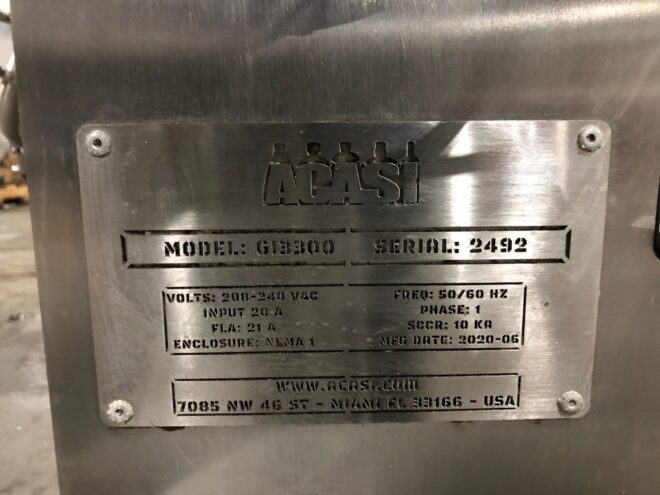 ACASI
MODEL: GI3300 SERIAL: 2492
VOLTS: 208-240 VAC FREQ: 50/60 HZ
INPUT 20 A PHASE: 1
FLA: 21 A SCCR: 10 KA
ENCLOSURE: NEMA 1 MFG DATE: 2020-06
WWW.ACASI.COM
7085 NW 46 ST - MIAMI FL 33166 - USA